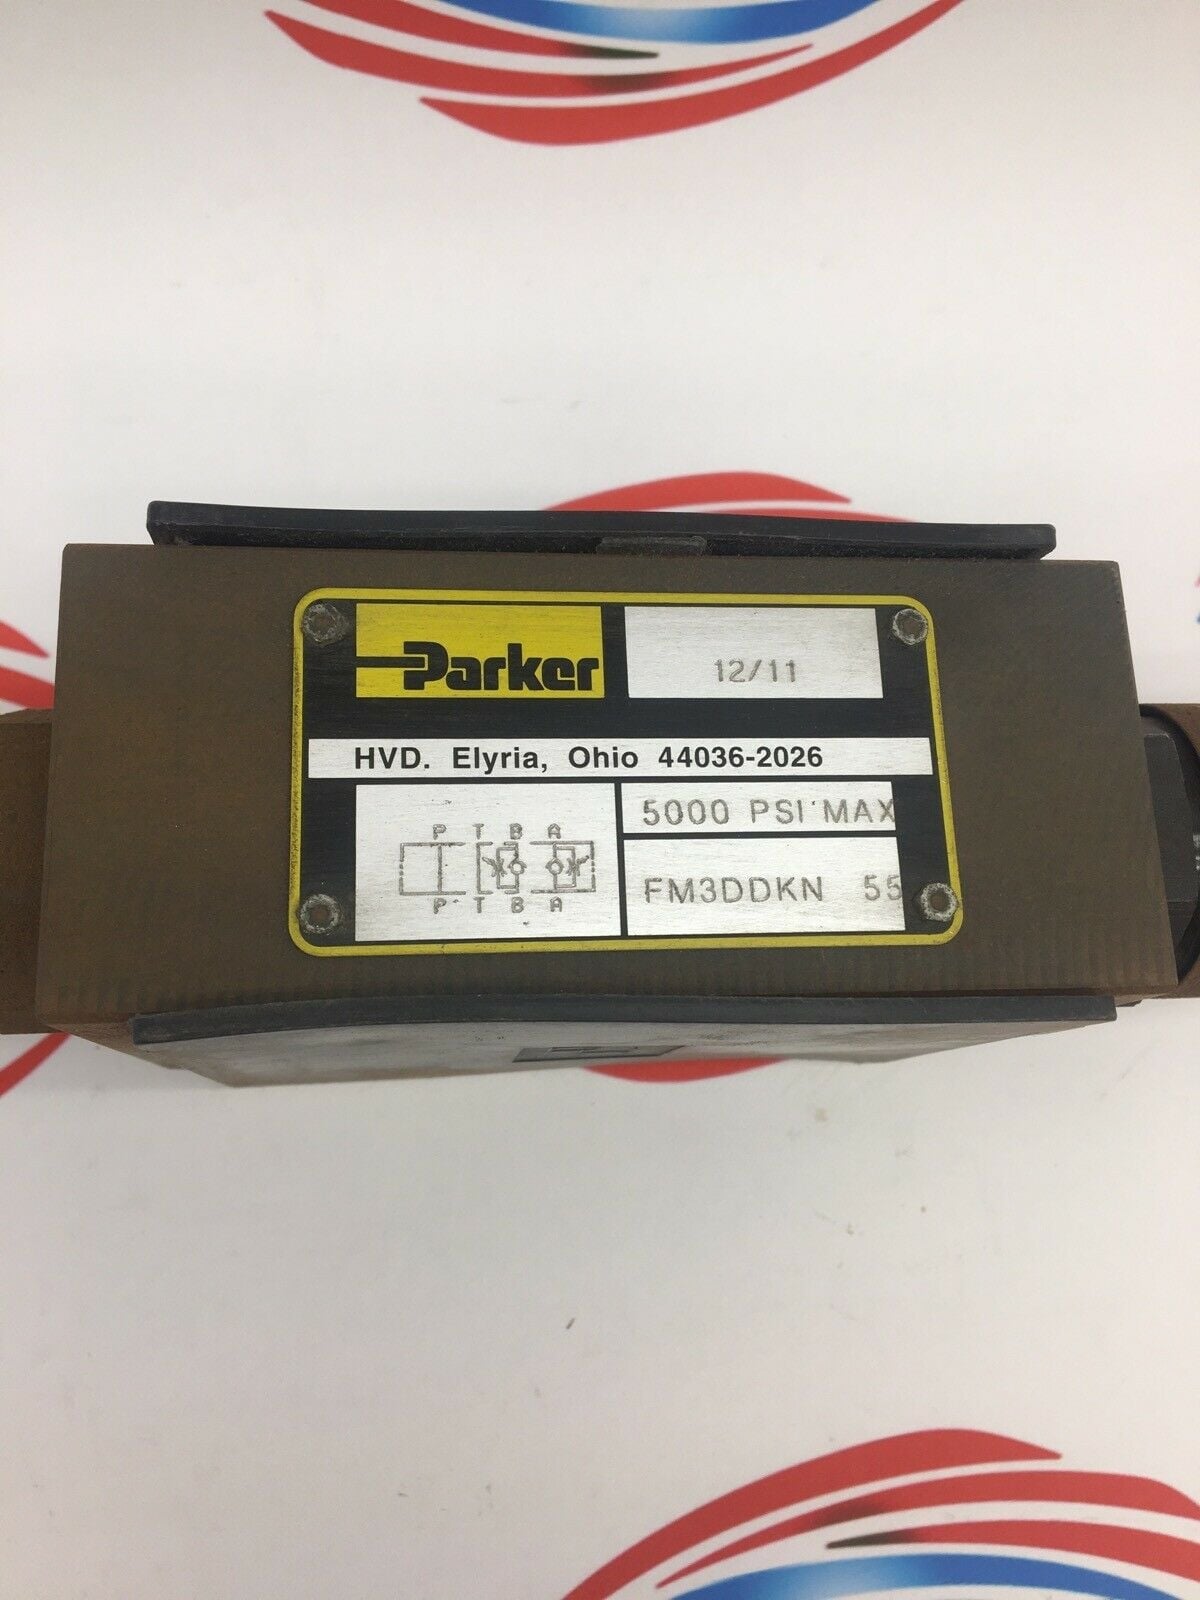 Parker
12/11
HVD. Elyria, Ohio 44036-2026
P T B A
P T B A
5000 PSI MAX
FM3DDKN 55